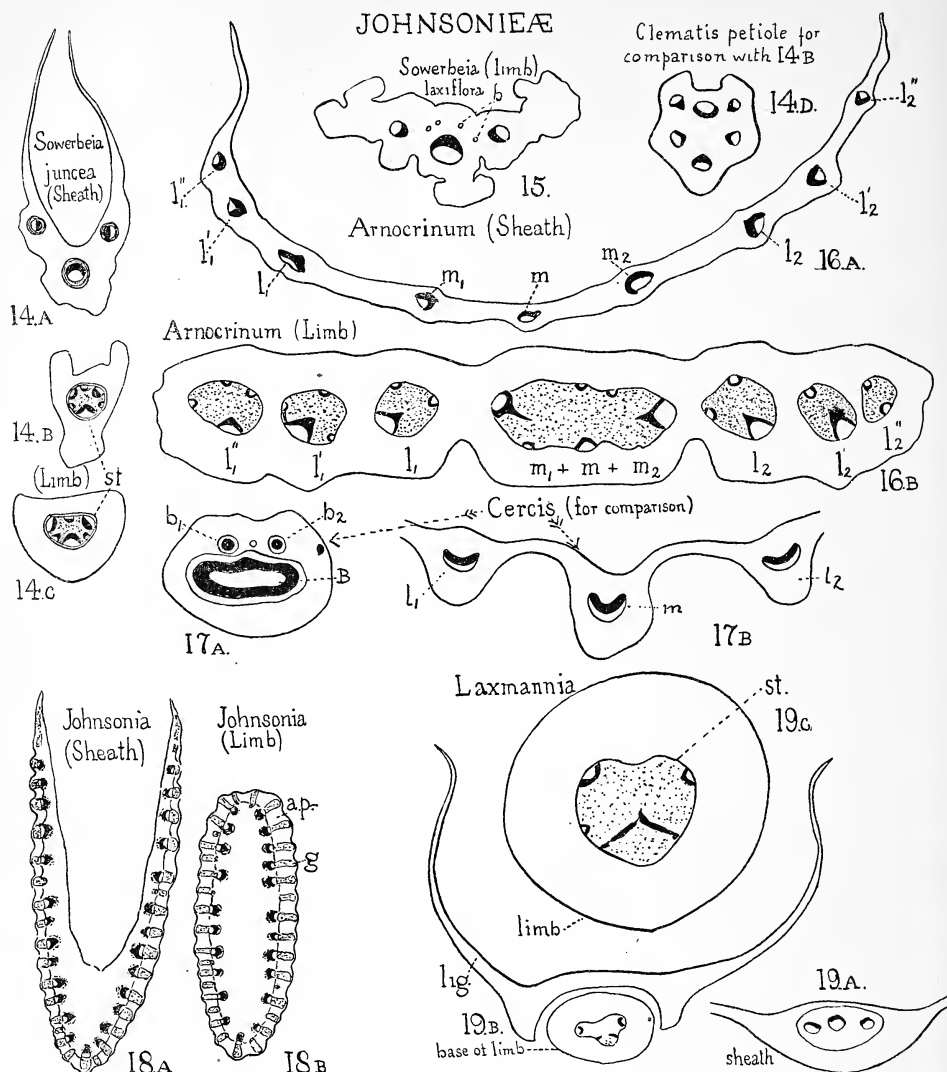 JOHNSONIEÆ
Clematis petiole for
comparison with 14B
14.D.
Sowerbeia (limb)
laxiflora
b
15.
Sowerbeia
juncea
(Sheath)
14.A
Arnocrinum (Sheath)
l₁''
l₁'
l₁
m₁
m
m₂
l₂
l₂'
l₂''
16.A.
Arnocrinum (Limb)
14.B
(Limb)
st
14.C
l₁''
l₁'
l₁
m₁ + m + m₂
l₂
l₂'
l₂''
16.B
Cercis (for comparison)
b₁
b₂
B
17A.
l₁
m
l₂
17B
Johnsonia
(Sheath)
18A
Johnsonia
(Limb)
a.p.
g
18B
Laxmannia
st.
19.C.
limb
lig.
19.B.
base of limb
19.A.
sheath